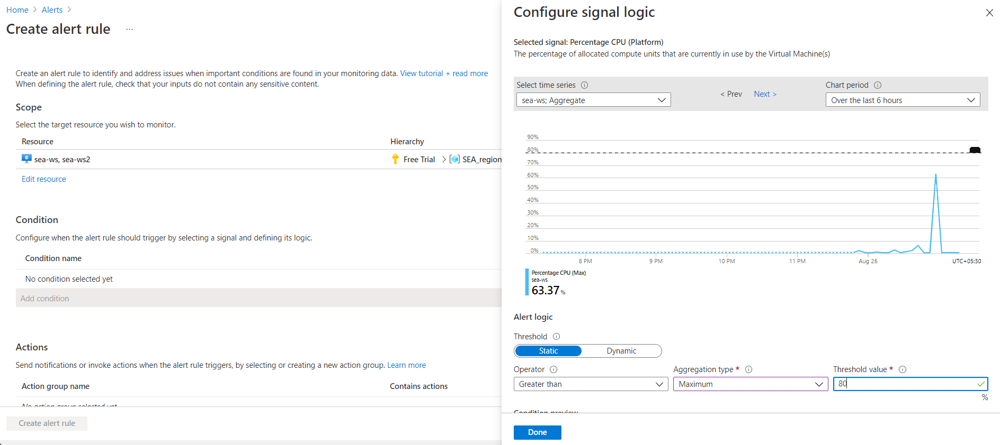 Home > Alerts >
Create alert rule ...
Create an alert rule to identify and address issues when important conditions are found in your monitoring data. View tutorial + read more
When defining the alert rule, check that your inputs do not contain any sensitive content.
Scope
Select the target resource you wish to monitor.
Resource Hierarchy
sea-ws, sea-ws2 Free Trial > SEA_region
Edit resource
Condition
Configure when the alert rule should trigger by selecting a signal and defining its logic.
Condition name
No condition selected yet
Add condition
Actions
Send notifications or invoke actions when the alert rule triggers, by selecting or creating a new action group. Learn more
Action group name Contains actions
No action group selected yet
Create alert rule
Configure signal logic
Selected signal: Percentage CPU (Platform)
The percentage of allocated compute units that are currently in use by the Virtual Machine(s)
Select time series
sea-ws; Aggregate
< Prev Next >
Chart period
Over the last 6 hours
90%
80%
70%
60%
50%
40%
30%
20%
10%
0%
8 PM 9 PM 10 PM 11 PM Aug 26 UTC+05:30
Percentage CPU (Max)
sea-ws
63.37 %
Alert logic
Threshold
Static Dynamic
Operator Aggregation type * Threshold value *
Greater than Maximum 80
%
Condition preview
Done